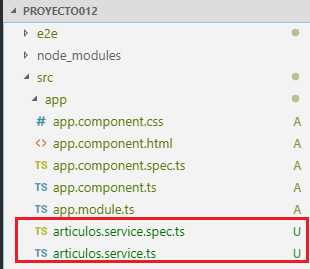 PROYECTO012
e2e
node_modules
src
app
# app.component.css A
<> app.component.html A
TS app.component.spec.ts A
TS app.component.ts A
TS app.module.ts A
TS articulos.service.spec.ts U
TS articulos.service.ts U